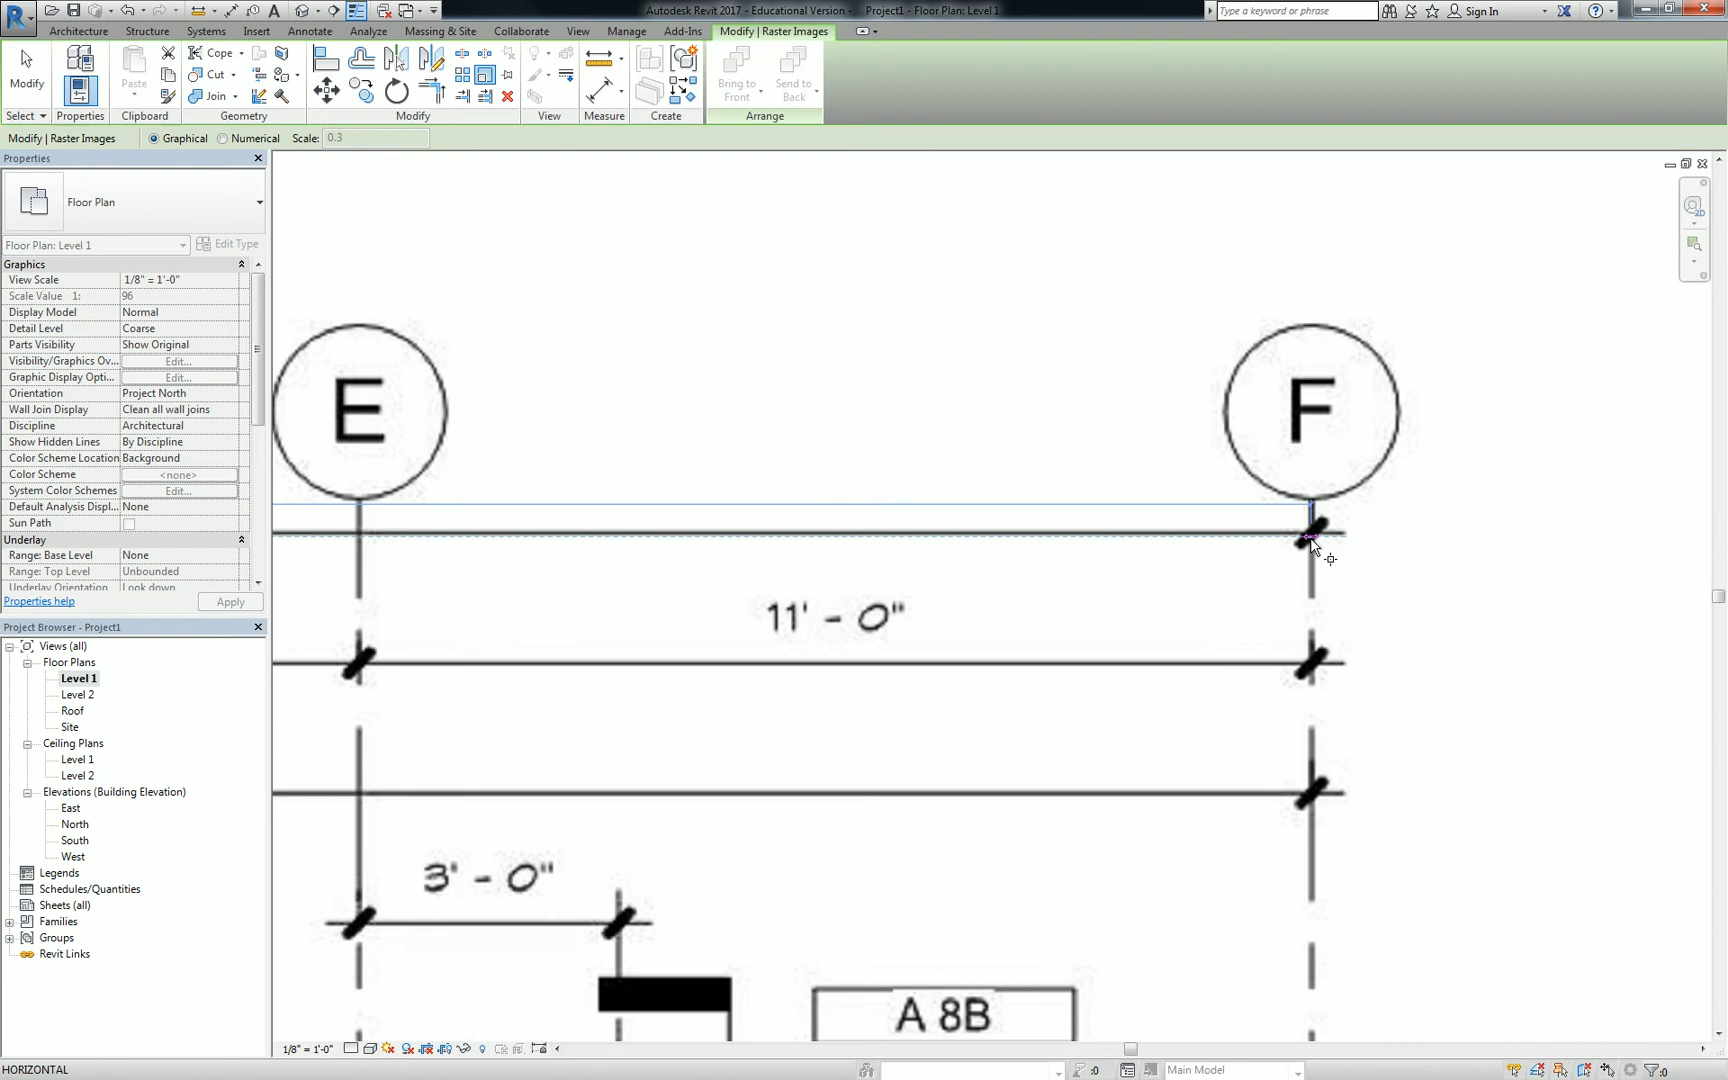 Autodesk Revit 2017 - Educational Version - Project1 - Floor Plan: Level 1
Type a keyword or phrase
Sign In
Architecture Structure Systems Insert Annotate Analyze Massing & Site Collaborate View Manage Add-Ins Modify | Raster Images
Modify
Paste
Cope
Cut
Join
Bring to Front
Send to Back
Select Properties Clipboard Geometry Modify View Measure Create Arrange
Modify | Raster Images Graphical Numerical Scale: 0.3
Properties
Floor Plan
Floor Plan: Level 1 Edit Type
Graphics
View Scale 1/8" = 1'-0"
Scale Value 1: 96
Display Model Normal
Detail Level Coarse
Parts Visibility Show Original
Visibility/Graphics Ov... Edit...
Graphic Display Opti... Edit...
Orientation Project North
Wall Join Display Clean all wall joins
Discipline Architectural
Show Hidden Lines By Discipline
Color Scheme Location Background
Color Scheme <none>
System Color Schemes Edit...
Default Analysis Displ... None
Sun Path
Underlay
Range: Base Level None
Range: Top Level Unbounded
Underlay Orientation Look down
Properties help Apply
Project Browser - Project1
Views (all)
Floor Plans
Level 1
Level 2
Roof
Site
Ceiling Plans
Level 1
Level 2
Elevations (Building Elevation)
East
North
South
West
Legends
Schedules/Quantities
Sheets (all)
Families
Groups
Revit Links
E
F
11' - 0"
3' - 0"
A 8B
2D
1/8" = 1'-0"
HORIZONTAL
:0
Main Model
:0